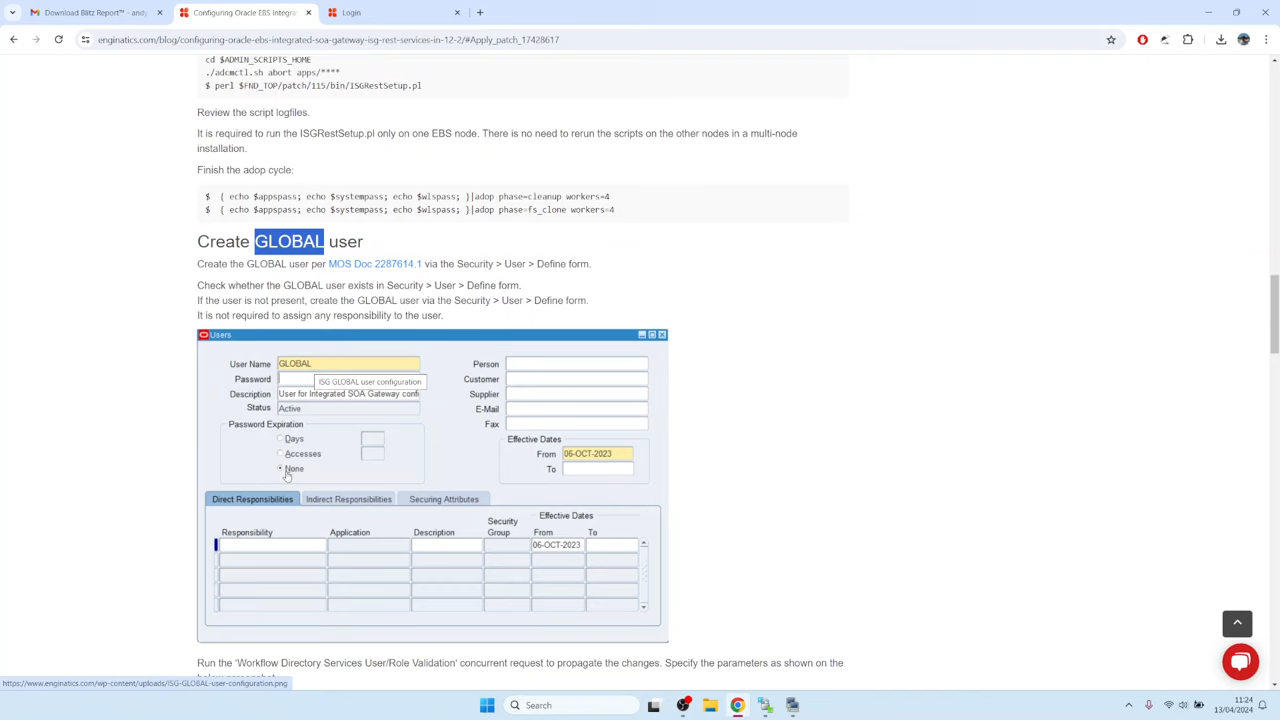 Download Blitz Report™ - andy
Configuring Oracle EBS Integrat
Login
enginatics.com/blog/configuring-oracle-ebs-integrated-soa-gateway-isg-rest-services-in-12-2/#Apply_patch_17428617
cd $ADMIN_SCRIPTS_HOME
./adcmctl.sh abort apps/****
$ perl $FND_TOP/patch/115/bin/ISGRestSetup.pl
Review the script logfiles.
It is required to run the ISGRestSetup.pl only on one EBS node. There is no need to rerun the scripts on the other nodes in a multi-node
installation.
Finish the adop cycle:
$ { echo $appspass; echo $systempass; echo $wlspass; }|adop phase=cleanup workers=4
$ { echo $appspass; echo $systempass; echo $wlspass; }|adop phase=fs_clone workers=4
Create GLOBAL user
Create the GLOBAL user per MOS Doc 2287614.1 via the Security > User > Define form.
Check whether the GLOBAL user exists in Security > User > Define form.
If the user is not present, create the GLOBAL user via the Security > User > Define form.
It is not required to assign any responsibility to the user.
Users
User Name GLOBAL Person
Password ISG GLOBAL user configuration Customer
Description User for Integrated SOA Gateway confi Supplier
Status Active E-Mail
Fax
Password Expiration
Days Effective Dates
Accesses From 06-OCT-2023
None To
Direct Responsibilities Indirect Responsibilities Securing Attributes
Security Effective Dates
Responsibility Application Description Group From To
06-OCT-2023
Run the 'Workflow Directory Services User/Role Validation' concurrent request to propagate the changes. Specify the parameters as shown on the
below screenshot
https://www.enginatics.com/wp-content/uploads/ISG-GLOBAL-user-configuration.png
Search
11:24
13/04/2024